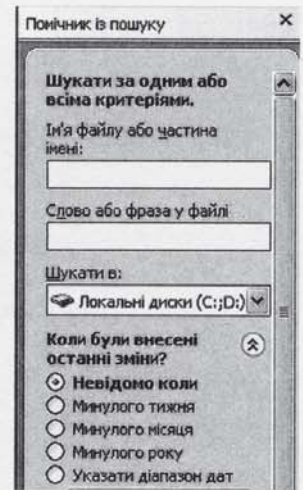 Помічник із пошуку
Шукати за одним або
всіма критеріями.
Ім'я файлу або частина
імені:
Слово або фраза у файлі
Шукати в:
Локальні диски (C:;D:)
Коли були внесені
останні зміни?
Невідомо коли
Минулого тижня
Минулого місяця
Минулого року
Указати діапазон дат